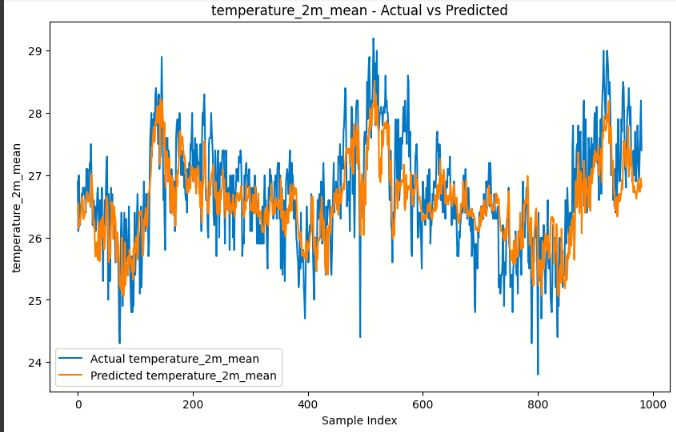 temperature_2m_mean - Actual vs Predicted
29
28
27
26
25
24
temperature_2m_mean
Actual temperature_2m_mean
Predicted temperature_2m_mean
0 200 400 600 800 1000
Sample Index